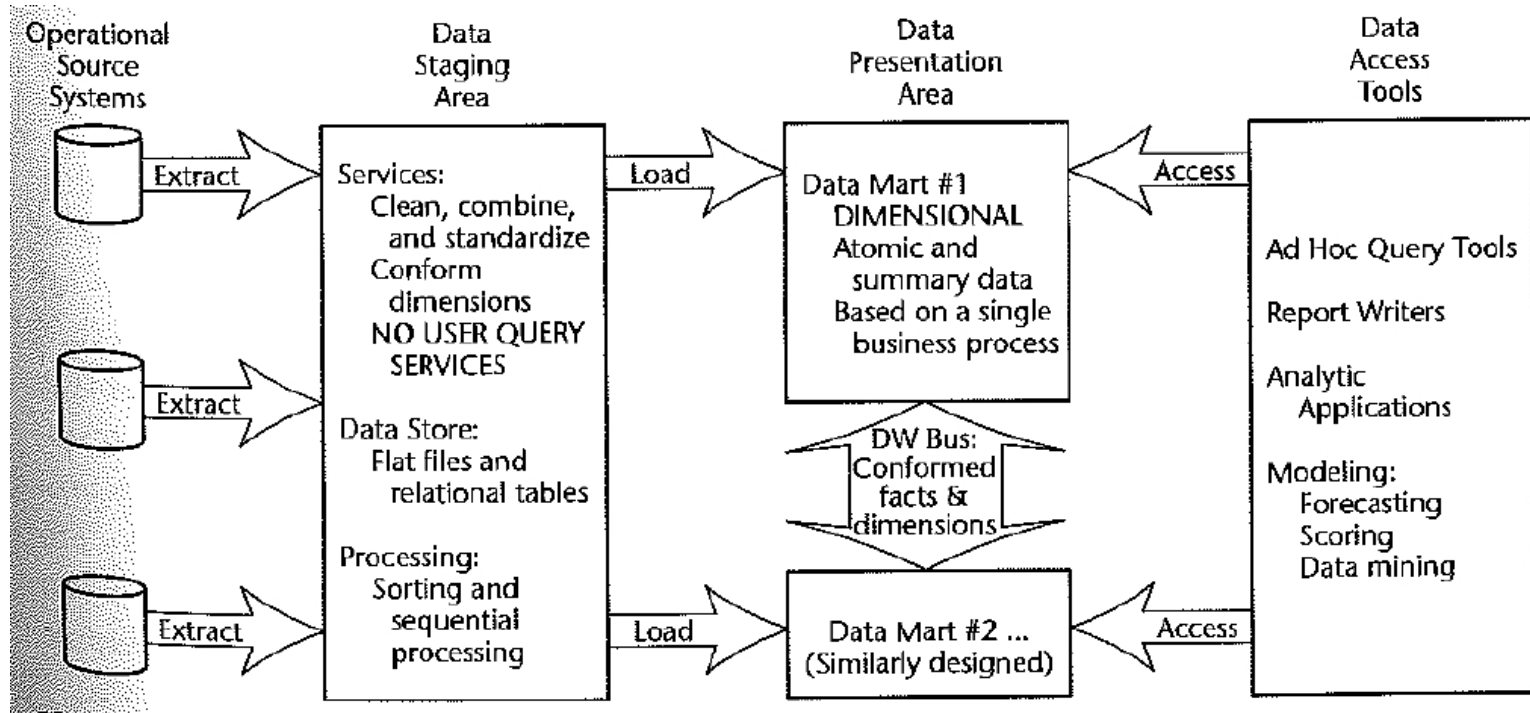 Operational
Source
Systems
Data
Staging
Area
Data
Presentation
Area
Data
Access
Tools
Extract
Extract
Extract
Services:
Clean, combine,
and standardize
Conform
dimensions
NO USER QUERY
SERVICES
Data Store:
Flat files and
relational tables
Processing:
Sorting and
sequential
processing
Load
Load
Data Mart #1
DIMENSIONAL
Atomic and
summary data
Based on a single
business process
DW Bus:
Conformed
facts &
dimensions
Data Mart #2 ...
(Similarly designed)
Access
Access
Ad Hoc Query Tools
Report Writers
Analytic
Applications
Modeling:
Forecasting
Scoring
Data mining